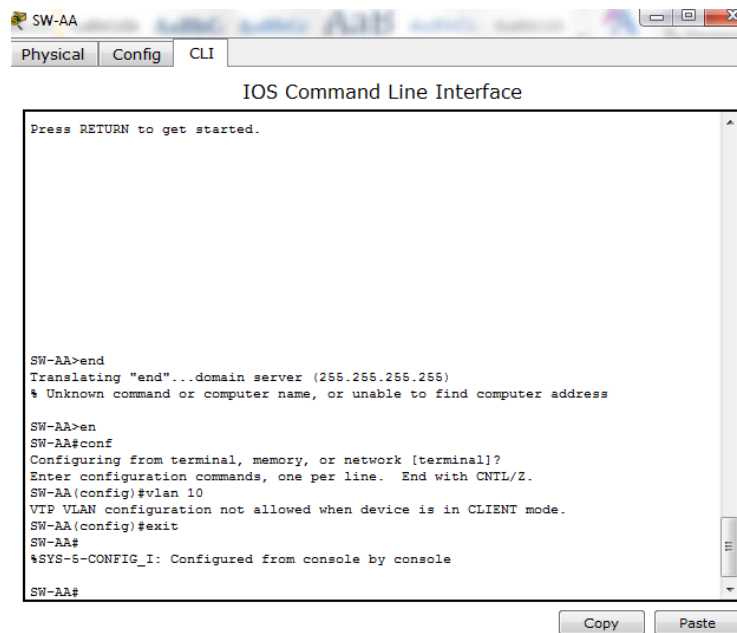 SW-AA
Physical Config CLI
IOS Command Line Interface
Press RETURN to get started.
SW-AA>end
Translating "end"...domain server (255.255.255.255)
% Unknown command or computer name, or unable to find computer address
SW-AA>en
SW-AA#conf
Configuring from terminal, memory, or network [terminal]?
Enter configuration commands, one per line.  End with CNTL/Z.
SW-AA(config)#vlan 10
VTP VLAN configuration not allowed when device is in CLIENT mode.
SW-AA(config)#exit
SW-AA#
%SYS-5-CONFIG_I: Configured from console by console
SW-AA#
Copy Paste